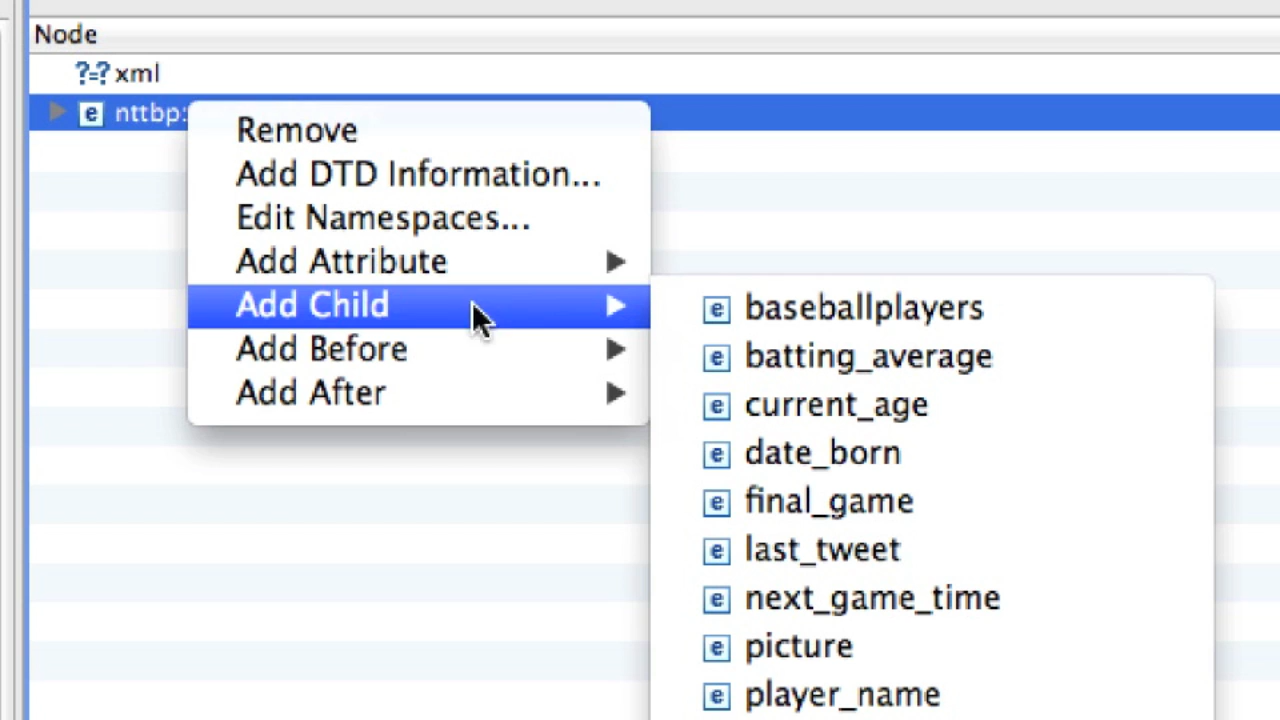 Node
?=? xml
e nttbp:
Remove
Add DTD Information...
Edit Namespaces...
Add Attribute
Add Child
Add Before
Add After
e baseballplayers
e batting_average
e current_age
e date_born
e final_game
e last_tweet
e next_game_time
e picture
e player_name